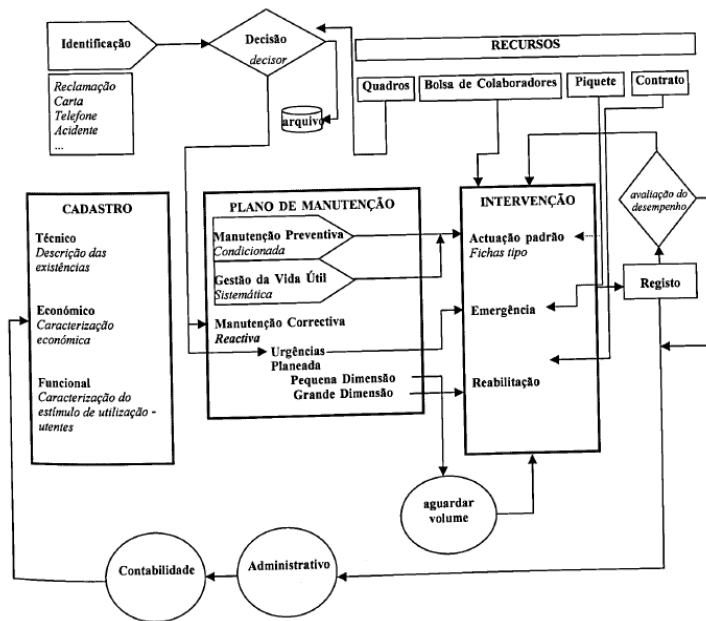 Identificação
Reclamação
Carta
Telefone
Acidente
...
Decisão
decisor
arquivo
RECURSOS
Quadros
Bolsa de Colaboradores
Piquete
Contrato
CADASTRO
Técnico
Descrição das
existências
Económico
Caracterização
económica
Funcional
Caracterização do
estímulo de utilização -
utentes
PLANO DE MANUTENÇÃO
Manutenção Preventiva
Condicionada
Gestão da Vida Útil
Sistemática
Manutenção Correctiva
Reactiva
Urgências
Planeada
Pequena Dimensão
Grande Dimensão
INTERVENÇÃO
Actuação padrão
Fichas tipo
Emergência
Reabilitação
avaliação do
desempenho
Registo
aguardar
volume
Administrativo
Contabilidade